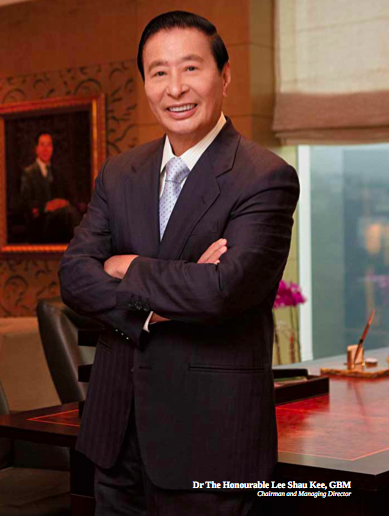 Dr The Honourable Lee Shau Kee, GBM
Chairman and Managing Director